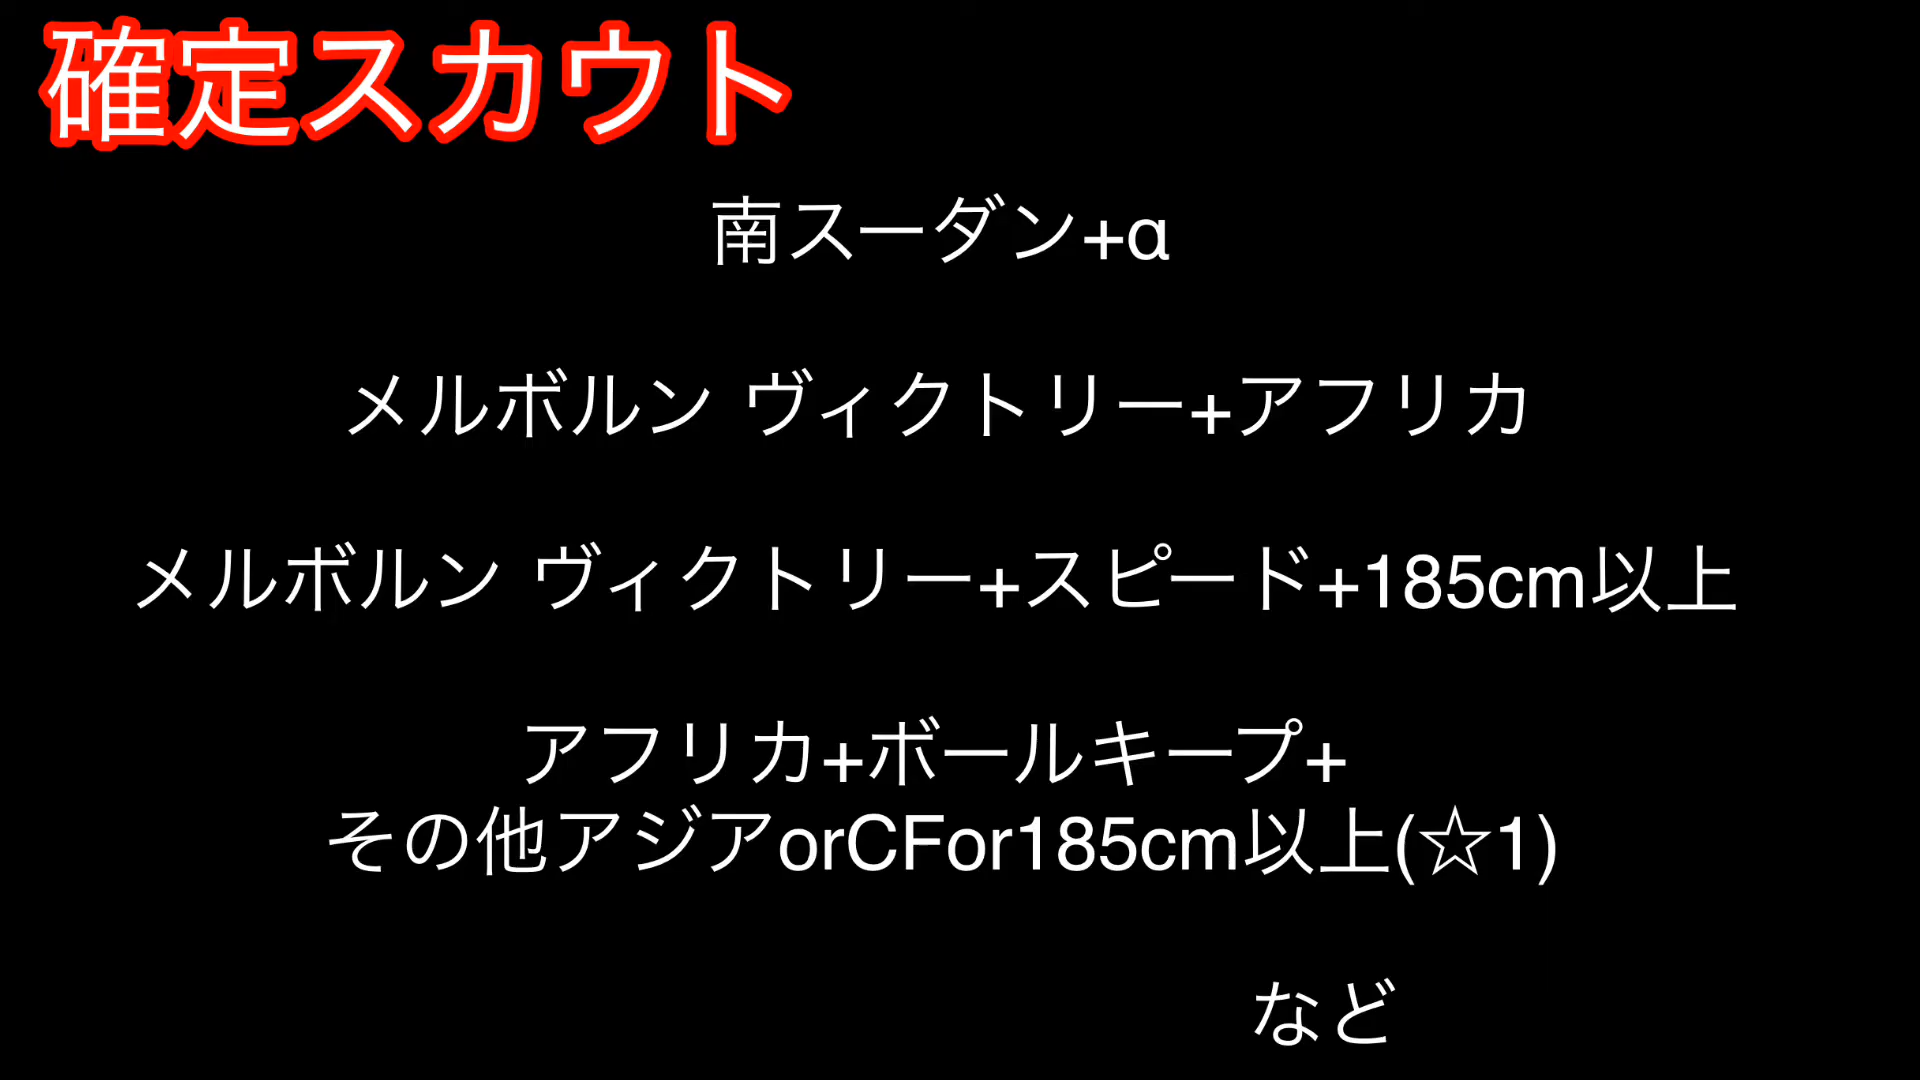 確定スカウト
南スーダン+α
メルボルン ヴィクトリー+アフリカ
メルボルン ヴィクトリー+スピード+185cm以上
アフリカ+ボールキープ+
その他アジアorCFor185cm以上(☆1)
など